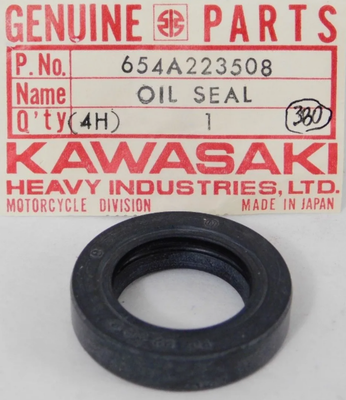 GENUINE PARTS
P.No. 654A223508
Name OIL SEAL
Q'ty (4H) 1 330
KAWASAKI
HEAVY INDUSTRIES, LTD.
MOTORCYCLE DIVISION MADE IN JAPAN